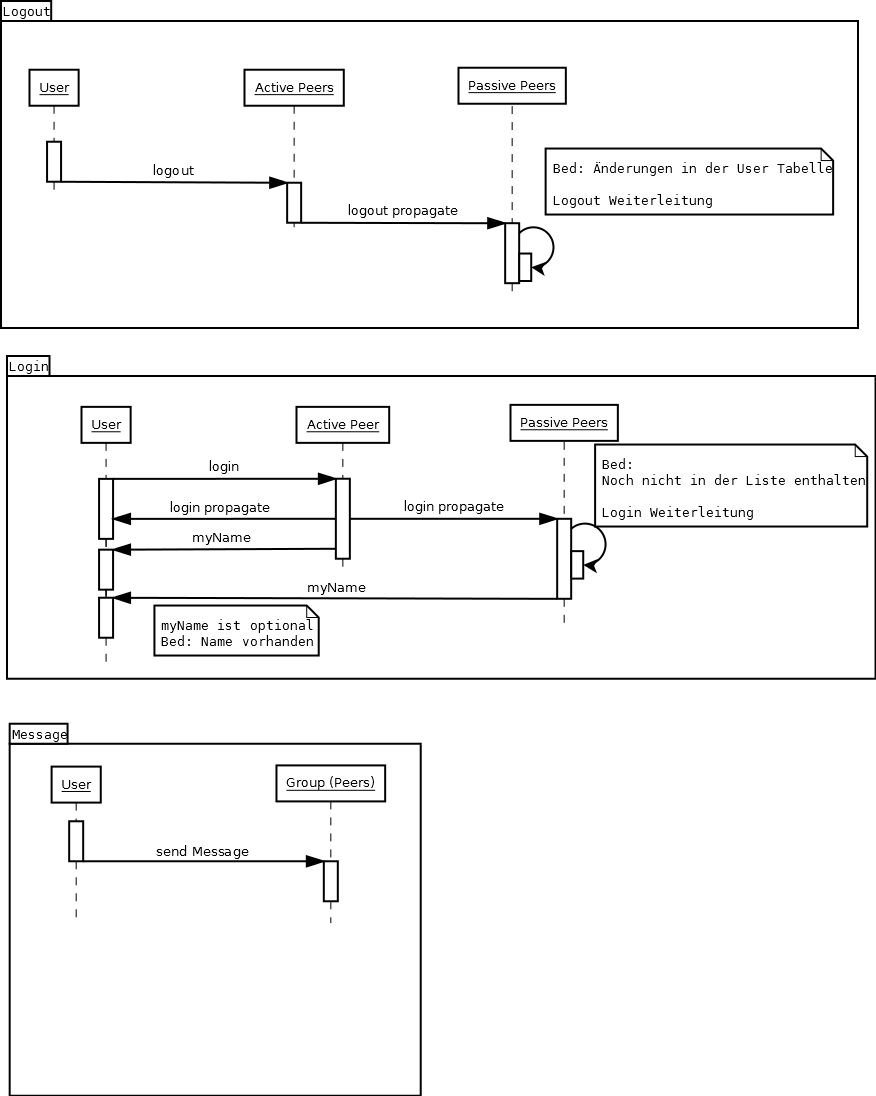 Logout
User
Active Peers
Passive Peers
logout
logout propagate
Bed: Änderungen in der User Tabelle
Logout Weiterleitung
Login
User
Active Peer
Passive Peers
login
login propagate
login propagate
myName
myName
Bed:
Noch nicht in der Liste enthalten
Login Weiterleitung
myName ist optional
Bed: Name vorhanden
Message
User
Group (Peers)
send Message